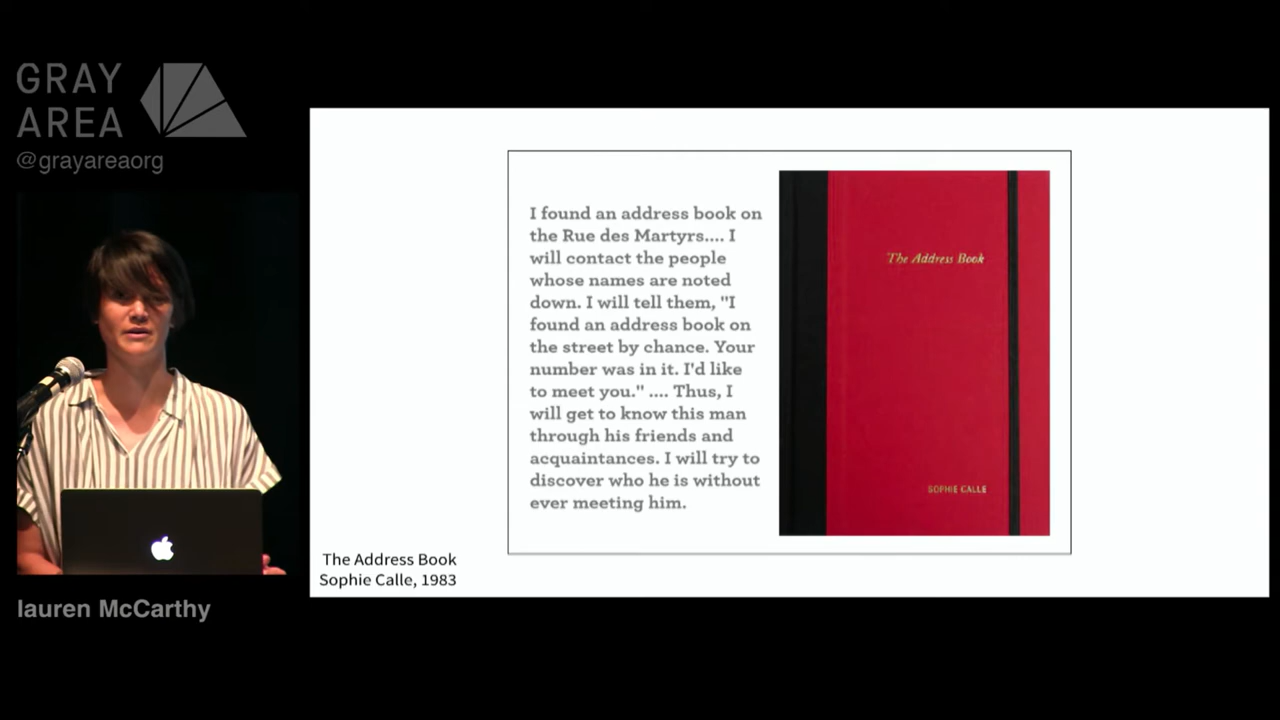 GRAY
AREA
@grayareaorg
I found an address book on
the Rue des Martyrs.... I
will contact the people
whose names are noted
down. I will tell them, "I
found an address book on
the street by chance. Your
number was in it. I'd like
to meet you." .... Thus, I
will get to know this man
through his friends and
acquaintances. I will try to
discover who he is without
ever meeting him.
The Address Book
SOPHIE CALLE
The Address Book
Sophie Calle, 1983
lauren McCarthy